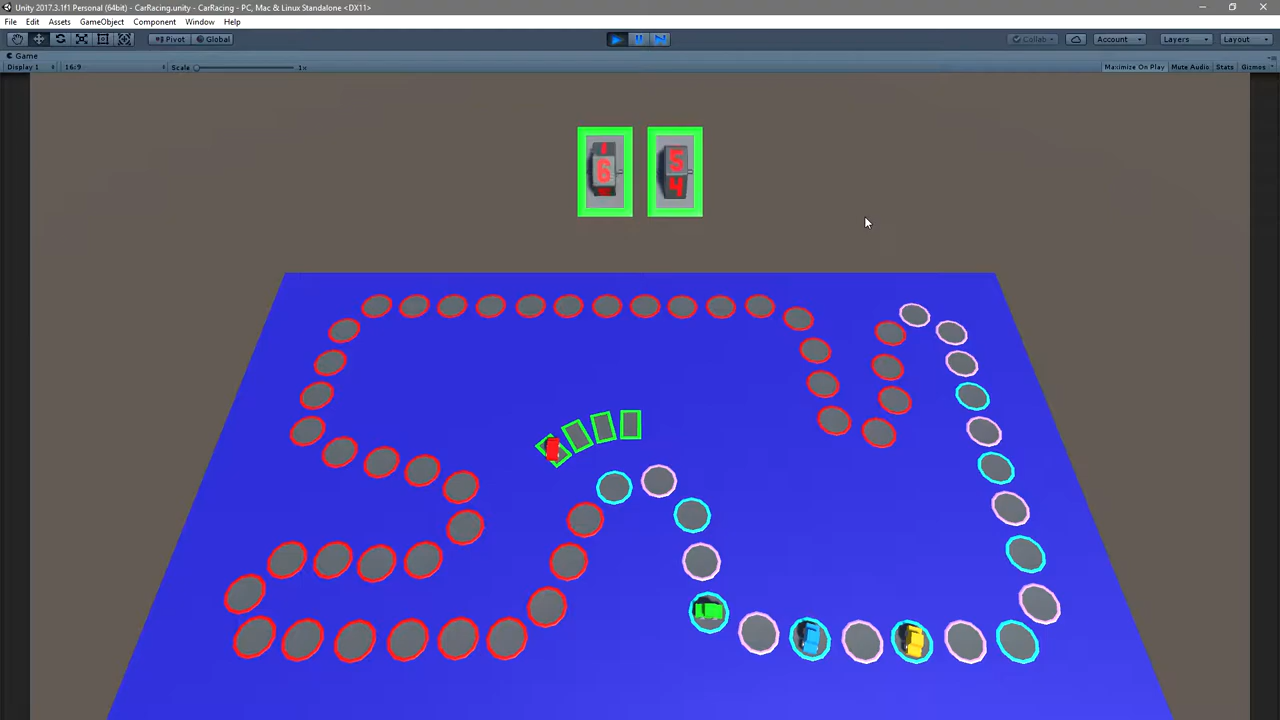 Unity 2017.3.1f1 Personal (64bit) - CarRacing.unity - CarRacing - PC, Mac & Linux Standalone <DX11>
File Edit Assets GameObject Component Window Help
Pivot Global Collab Account Layers Layout
Game
Display 1 16:9 Scale 1x Maximize On Play Mute Audio Stats Gizmos
6 5
4